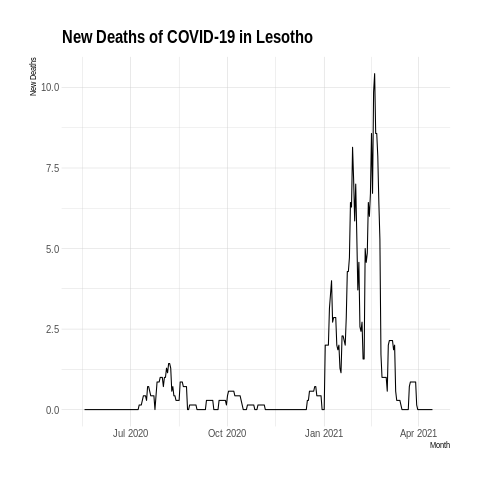 New Deaths of COVID-19 in Lesotho
New Deaths
10.0
7.5
5.0
2.5
0.0
Jul 2020 Oct 2020 Jan 2021 Apr 2021
Month